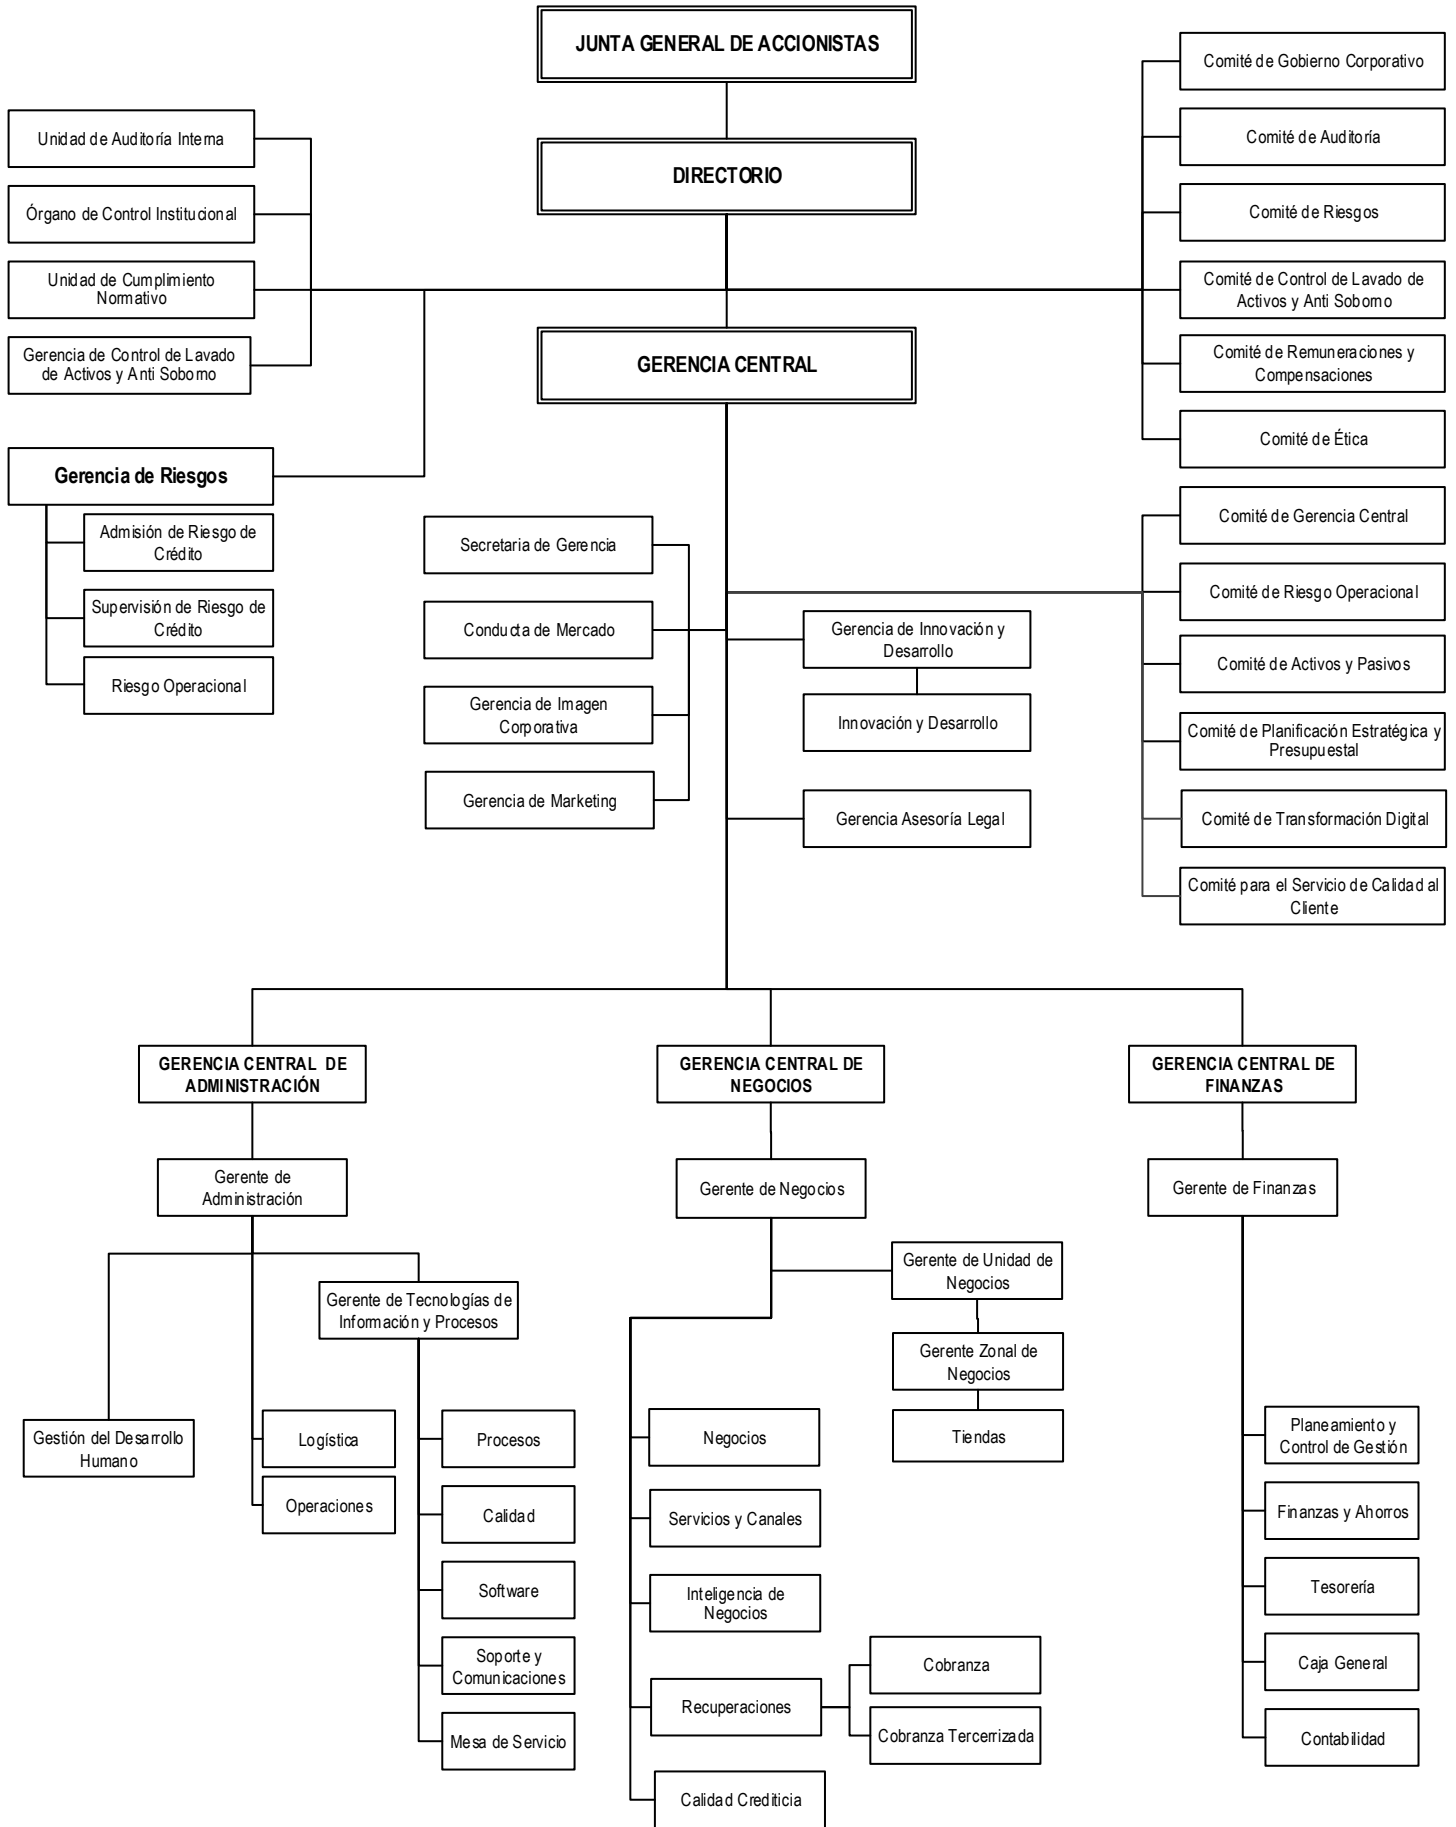 JUNTA GENERAL DE ACCIONISTAS
DIRECTORIO
GERENCIA CENTRAL
Unidad de Auditoría Interna
Órgano de Control Institucional
Unidad de Cumplimiento
Normativo
Gerencia de Control de Lavado
de Activos y Anti Soborno
Comité de Gobierno Corporativo
Comité de Auditoría
Comité de Riesgos
Comité de Control de Lavado de
Activos y Anti Soborno
Comité de Remuneraciones y
Compensaciones
Comité de Ética
Gerencia de Riesgos
Admisión de Riesgo de
Crédito
Supervisión de Riesgo de
Crédito
Riesgo Operacional
Secretaria de Gerencia
Conducta de Mercado
Gerencia de Imagen
Corporativa
Gerencia de Marketing
Gerencia de Innovación y
Desarrollo
Innovación y Desarrollo
Gerencia Asesoría Legal
Comité de Gerencia Central
Comité de Riesgo Operacional
Comité de Activos y Pasivos
Comité de Planificación Estratégica y
Presupuestal
Comité de Transformación Digital
Comité para el Servicio de Calidad al
Cliente
GERENCIA CENTRAL DE
ADMINISTRACIÓN
Gerente de
Administración
Gerente de Tecnologías de
Información y Procesos
Gestión del Desarrollo
Humano
Logística
Operaciones
Procesos
Calidad
Software
Soporte y
Comunicaciones
Mesa de Servicio
GERENCIA CENTRAL DE
NEGOCIOS
Gerente de Negocios
Gerente de Unidad de
Negocios
Gerente Zonal de
Negocios
Tiendas
Negocios
Servicios y Canales
Inteligencia de
Negocios
Recuperaciones
Cobranza
Cobranza Tercerrizada
Calidad Crediticia
GERENCIA CENTRAL DE
FINANZAS
Gerente de Finanzas
Planeamiento y
Control de Gestión
Finanzas y Ahorros
Tesorería
Caja General
Contabilidad